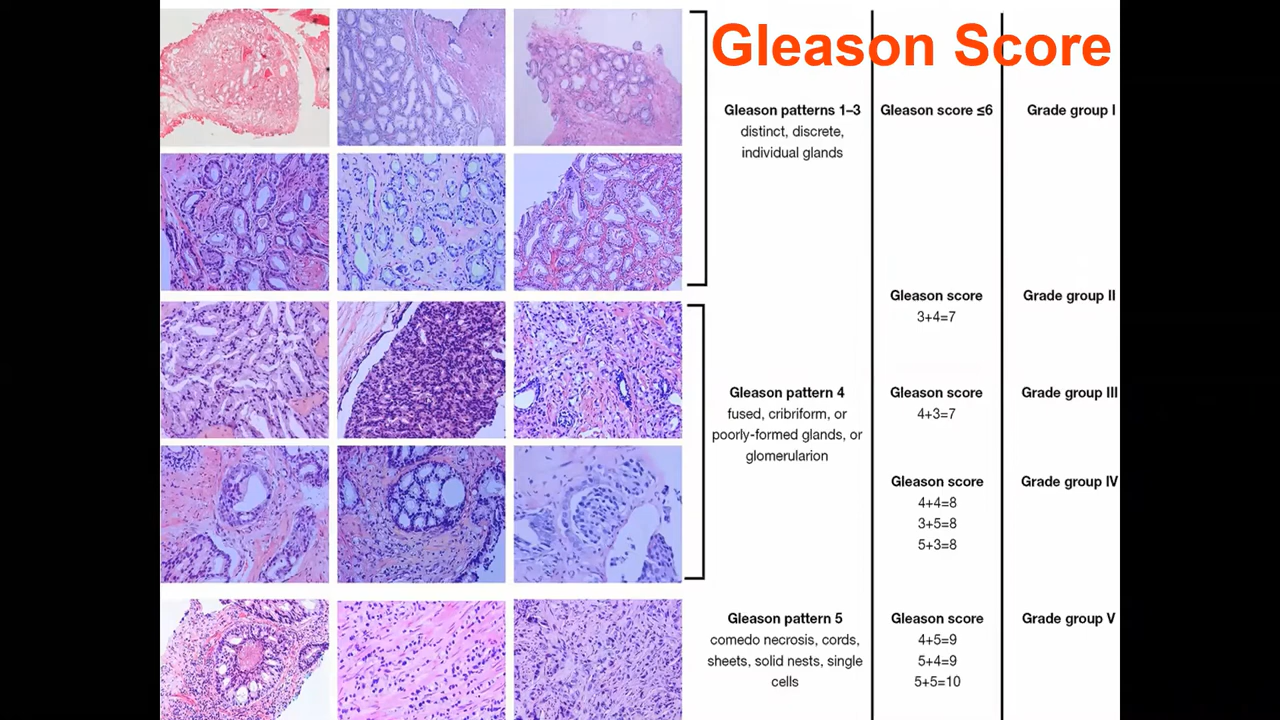 Gleason Score
Gleason patterns 1–3
distinct, discrete,
individual glands
Gleason score ≤6
Grade group I
Gleason score
3+4=7
Grade group II
Gleason pattern 4
fused, cribriform, or
poorly-formed glands, or
glomerularion
Gleason score
4+3=7
Grade group III
Gleason score
4+4=8
3+5=8
5+3=8
Grade group IV
Gleason pattern 5
comedo necrosis, cords,
sheets, solid nests, single
cells
Gleason score
4+5=9
5+4=9
5+5=10
Grade group V